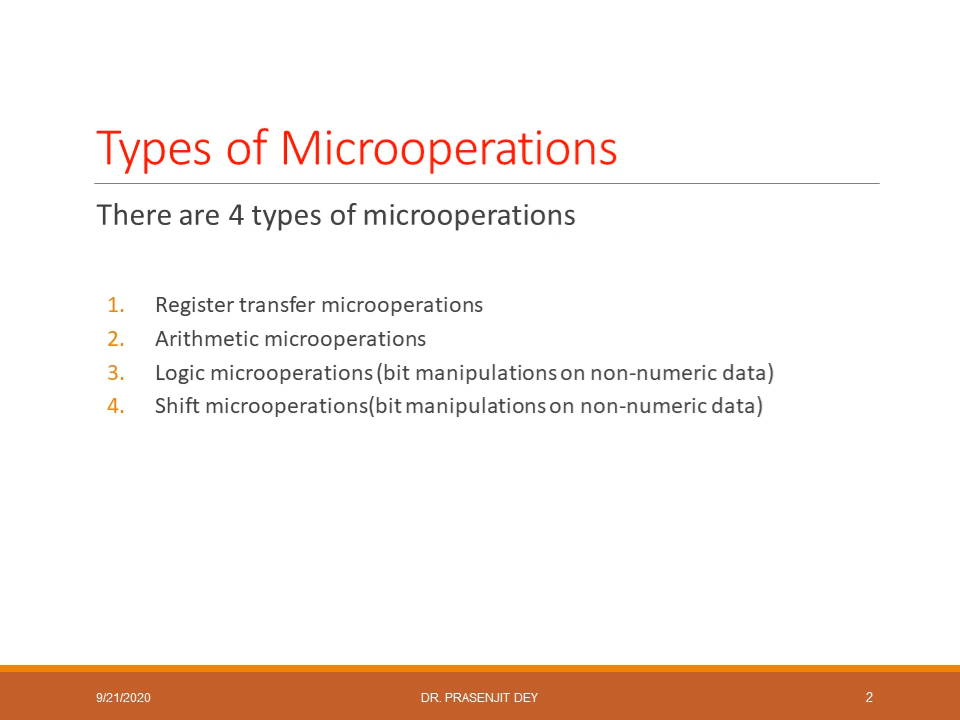 Types of Microoperations
There are 4 types of microoperations
1. Register transfer microoperations
2. Arithmetic microoperations
3. Logic microoperations (bit manipulations on non-numeric data)
4. Shift microoperations(bit manipulations on non-numeric data)
9/21/2020 DR. PRASENJIT DEY 2